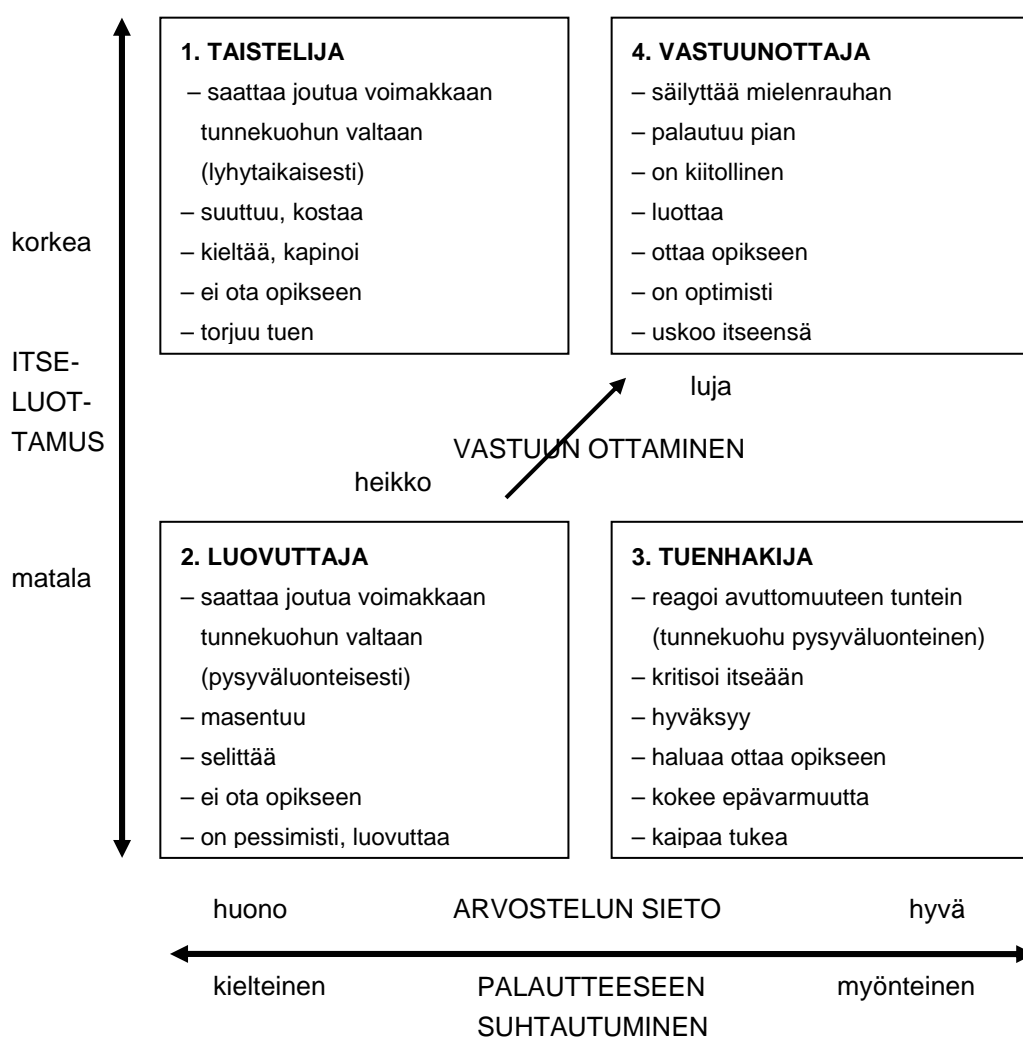 1. TAISTELIJA
– saattaa joutua voimakkaan
tunnekuohun valtaan
(lyhytaikaisesti)
– suuttuu, kostaa
– kieltää, kapinoi
– ei ota opikseen
– torjuu tuen
4. VASTUUNOTTAJA
– säilyttää mielenrauhan
– palautuu pian
– on kiitollinen
– luottaa
– ottaa opikseen
– on optimisti
– uskoo itseensä
korkea
ITSE-
LUOT-
TAMUS
matala
luja
VASTUUN OTTAMINEN
heikko
2. LUOVUTTAJA
– saattaa joutua voimakkaan
tunnekuohun valtaan
(pysyväluonteisesti)
– masentuu
– selittää
– ei ota opikseen
– on pessimisti, luovuttaa
3. TUENHAKIJA
– reagoi avuttomuuteen tuntein
(tunnekuohu pysyväluonteinen)
– kritisoi itseään
– hyväksyy
– haluaa ottaa opikseen
– kokee epävarmuutta
– kaipaa tukea
huono ARVOSTELUN SIETO hyvä
kielteinen PALAUTTEESEEN myönteinen
SUHTAUTUMINEN